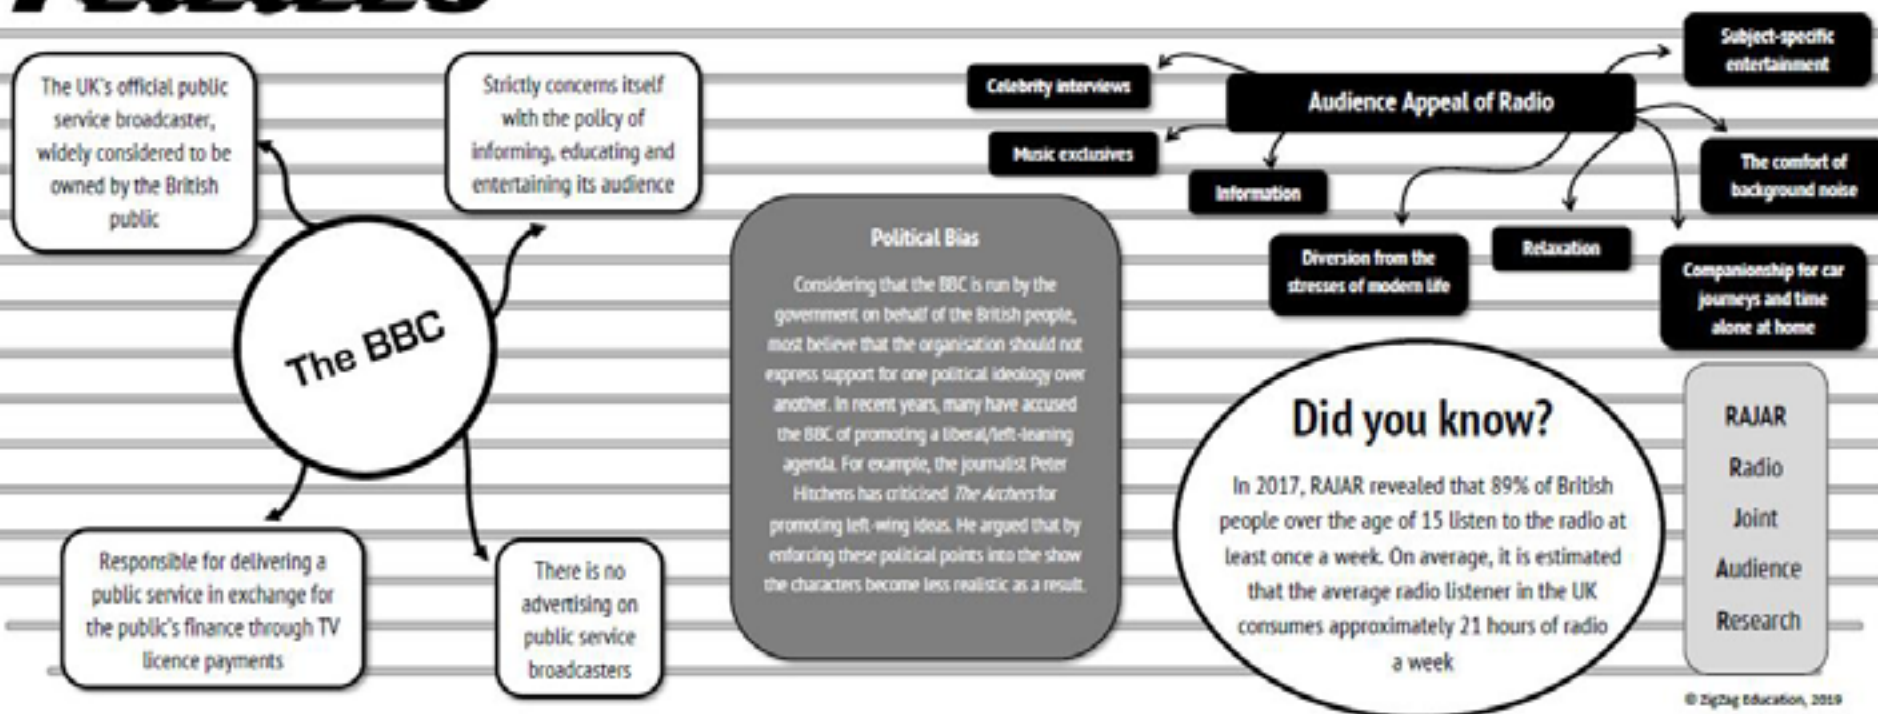 The UK's official public
service broadcaster,
widely considered to be
owned by the British
public
Strictly concerns itself
with the policy of
informing, educating and
entertaining its audience
The BBC
Responsible for delivering a
public service in exchange for
the public's finance through TV
licence payments
There is no
advertising on
public service
broadcasters
Political Bias
Considering that the BBC is run by the
government on behalf of the British people,
most believe that the organisation should not
express support for one political ideology over
another. In recent years, many have accused
the BBC of promoting a liberal/left-leaning
agenda. For example, the journalist Peter
Hitchens has criticised The Archers for
promoting left-wing ideas. He argued that by
enforcing these political points into the show
the characters become less realistic as a result.
Audience Appeal of Radio
Celebrity interviews
Music exclusives
Information
Diversion from the
stresses of modern life
Relaxation
Companionship for car
journeys and time
alone at home
The comfort of
background noise
Subject-specific
entertainment
Did you know?
In 2017, RAJAR revealed that 89% of British
people over the age of 15 listen to the radio at
least once a week. On average, it is estimated
that the average radio listener in the UK
consumes approximately 21 hours of radio
a week
RAJAR
Radio
Joint
Audience
Research
© ZigZag Education, 2019